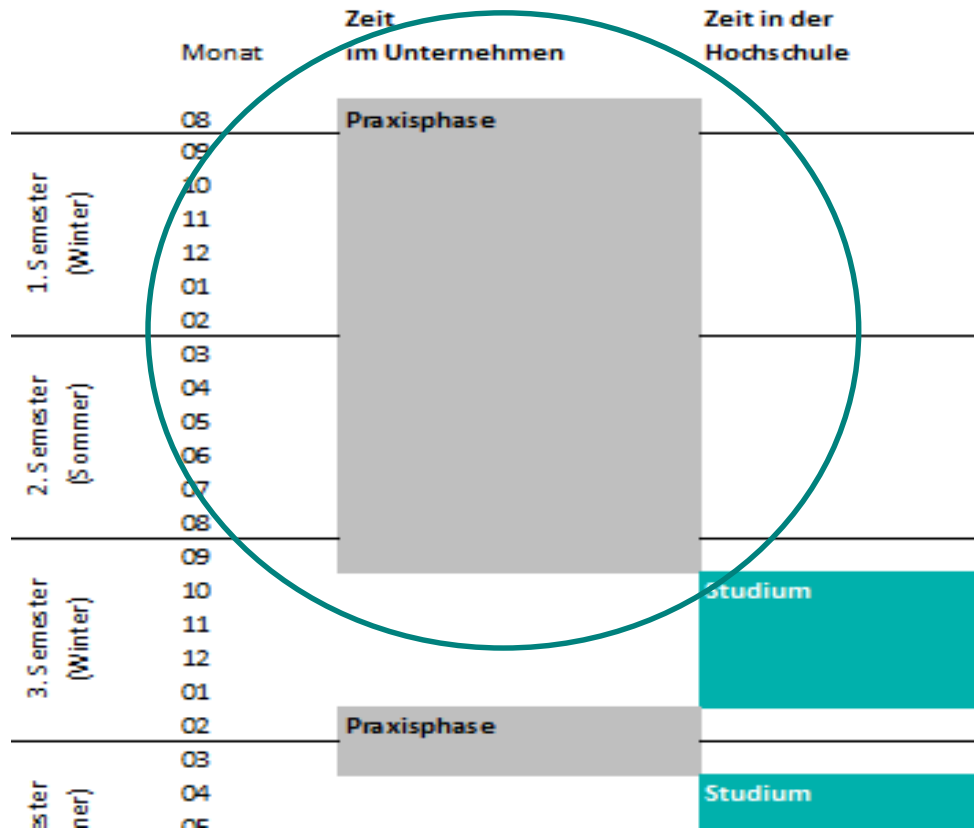 Zeit
im Unternehmen
Zeit in der
Hochschule
Monat
08
Praxisphase
1. Semester
(Winter)
09
10
11
12
01
02
2. Semester
(Sommer)
03
04
05
06
07
08
3. Semester
(Winter)
09
10
Studium
11
12
01
02
Praxisphase
03
04
Studium
05